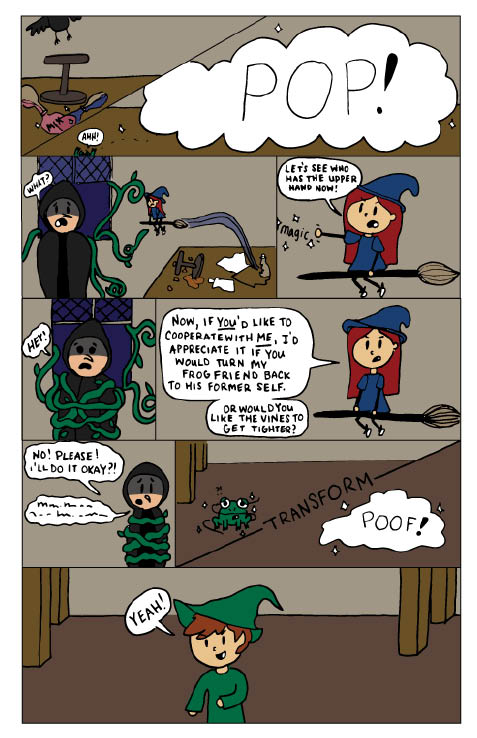 POP!
MK
AHH!
WHAT?
LET'S SEE WHO
HAS THE UPPER
HAND NOW!
magic
HEY!
NOW, IF YOU'D LIKE TO
COOPERATE WITH ME, I'D
APPRECIATE IT IF YOU
WOULD TURN MY
FROG FRIEND BACK
TO HIS FORMER SELF.
OR WOULD YOU
LIKE THE VINES TO
GET TIGHTER?
NO! PLEASE!
I'LL DO IT OKAY?!
TRANSFORM
POOF!
YEAH!